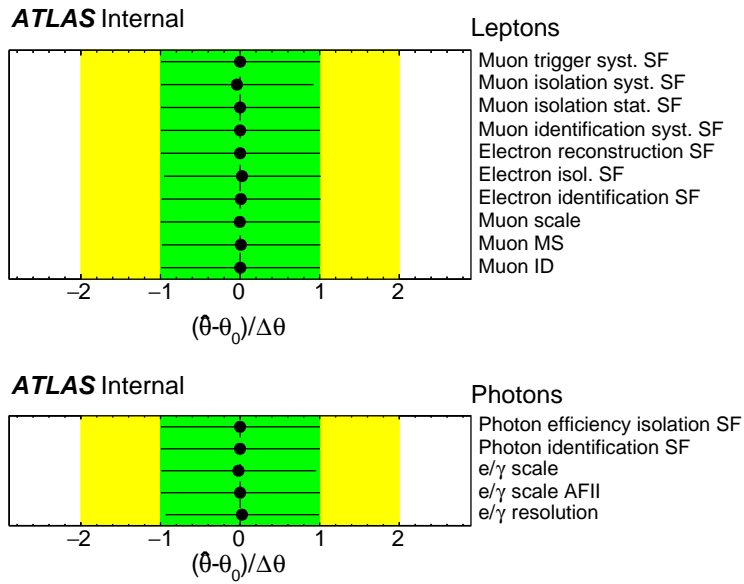 ATLAS Internal
Leptons
Muon trigger syst. SF
Muon isolation syst. SF
Muon isolation stat. SF
Muon identification syst. SF
Electron reconstruction SF
Electron isol. SF
Electron identification SF
Muon scale
Muon MS
Muon ID
−2 −1 0 1 2
(θ̂-θ₀)/Δθ
ATLAS Internal
Photons
Photon efficiency isolation SF
Photon identification SF
e/γ scale
e/γ scale AFII
e/γ resolution
−2 −1 0 1 2
(θ̂-θ₀)/Δθ